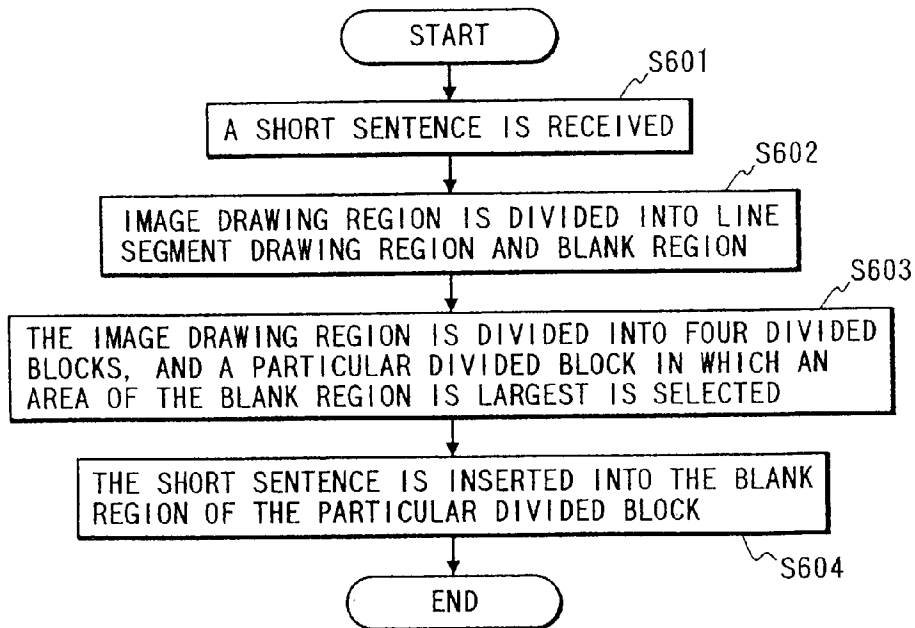 START
S601
A SHORT SENTENCE IS RECEIVED
S602
IMAGE DRAWING REGION IS DIVIDED INTO LINE
SEGMENT DRAWING REGION AND BLANK REGION
S603
THE IMAGE DRAWING REGION IS DIVIDED INTO FOUR DIVIDED
BLOCKS, AND A PARTICULAR DIVIDED BLOCK IN WHICH AN
AREA OF THE BLANK REGION IS LARGEST IS SELECTED
THE SHORT SENTENCE IS INSERTED INTO THE BLANK
REGION OF THE PARTICULAR DIVIDED BLOCK
S604
END